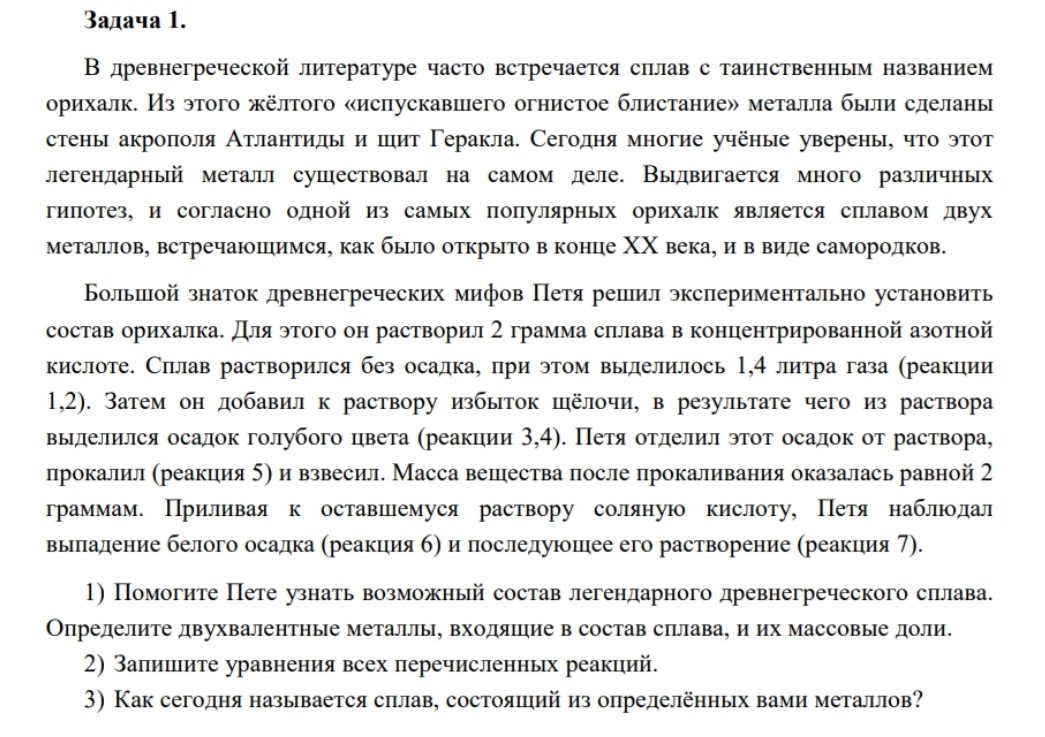 Задача 1.
В древнегреческой литературе часто встречается сплав с таинственным названием
орихалк. Из этого жёлтого «испускавшего огнистое блистание» металла были сделаны
стены акрополя Атлантиды и щит Геракла. Сегодня многие учёные уверены, что этот
легендарный металл существовал на самом деле. Выдвигается много различных
гипотез, и согласно одной из самых популярных орихалк является сплавом двух
металлов, встречающимся, как было открыто в конце XX века, и в виде самородков.
Большой знаток древнегреческих мифов Петя решил экспериментально установить
состав орихалка. Для этого он растворил 2 грамма сплава в концентрированной азотной
кислоте. Сплав растворился без осадка, при этом выделилось 1,4 литра газа (реакции
1,2). Затем он добавил к раствору избыток щёлочи, в результате чего из раствора
выделился осадок голубого цвета (реакции 3,4). Петя отделил этот осадок от раствора,
прокалил (реакция 5) и взвесил. Масса вещества после прокаливания оказалась равной 2
граммам. Приливая к оставшемуся раствору соляную кислоту, Петя наблюдал
выпадение белого осадка (реакция 6) и последующее его растворение (реакция 7).
1) Помогите Пете узнать возможный состав легендарного древнегреческого сплава.
Определите двухвалентные металлы, входящие в состав сплава, и их массовые доли.
2) Запишите уравнения всех перечисленных реакций.
3) Как сегодня называется сплав, состоящий из определённых вами металлов?